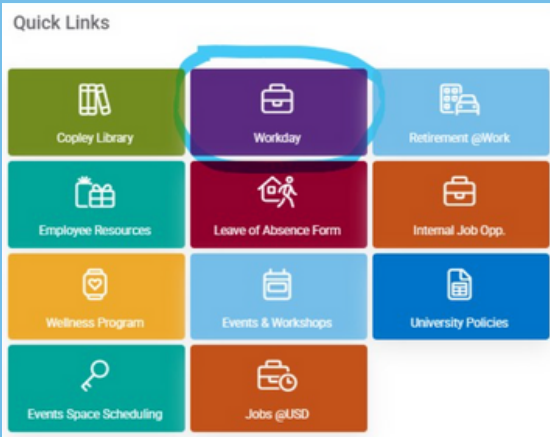 Quick Links
Copley Library
Workday
Retirement @Work
Employee Resources
Leave of Absence Form
Internal Job Opp.
Wellness Program
Events & Workshops
University Policies
Events Space Scheduling
Jobs @USD